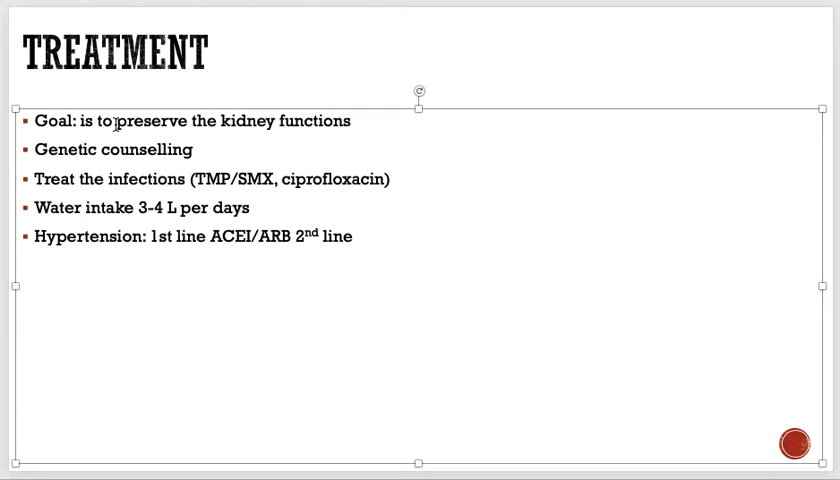 TREATMENT
Goal: is to preserve the kidney functions
Genetic counselling
Treat the infections (TMP/SMX, ciprofloxacin)
Water intake 3-4 L per days
Hypertension: 1st line ACEI/ARB 2nd line